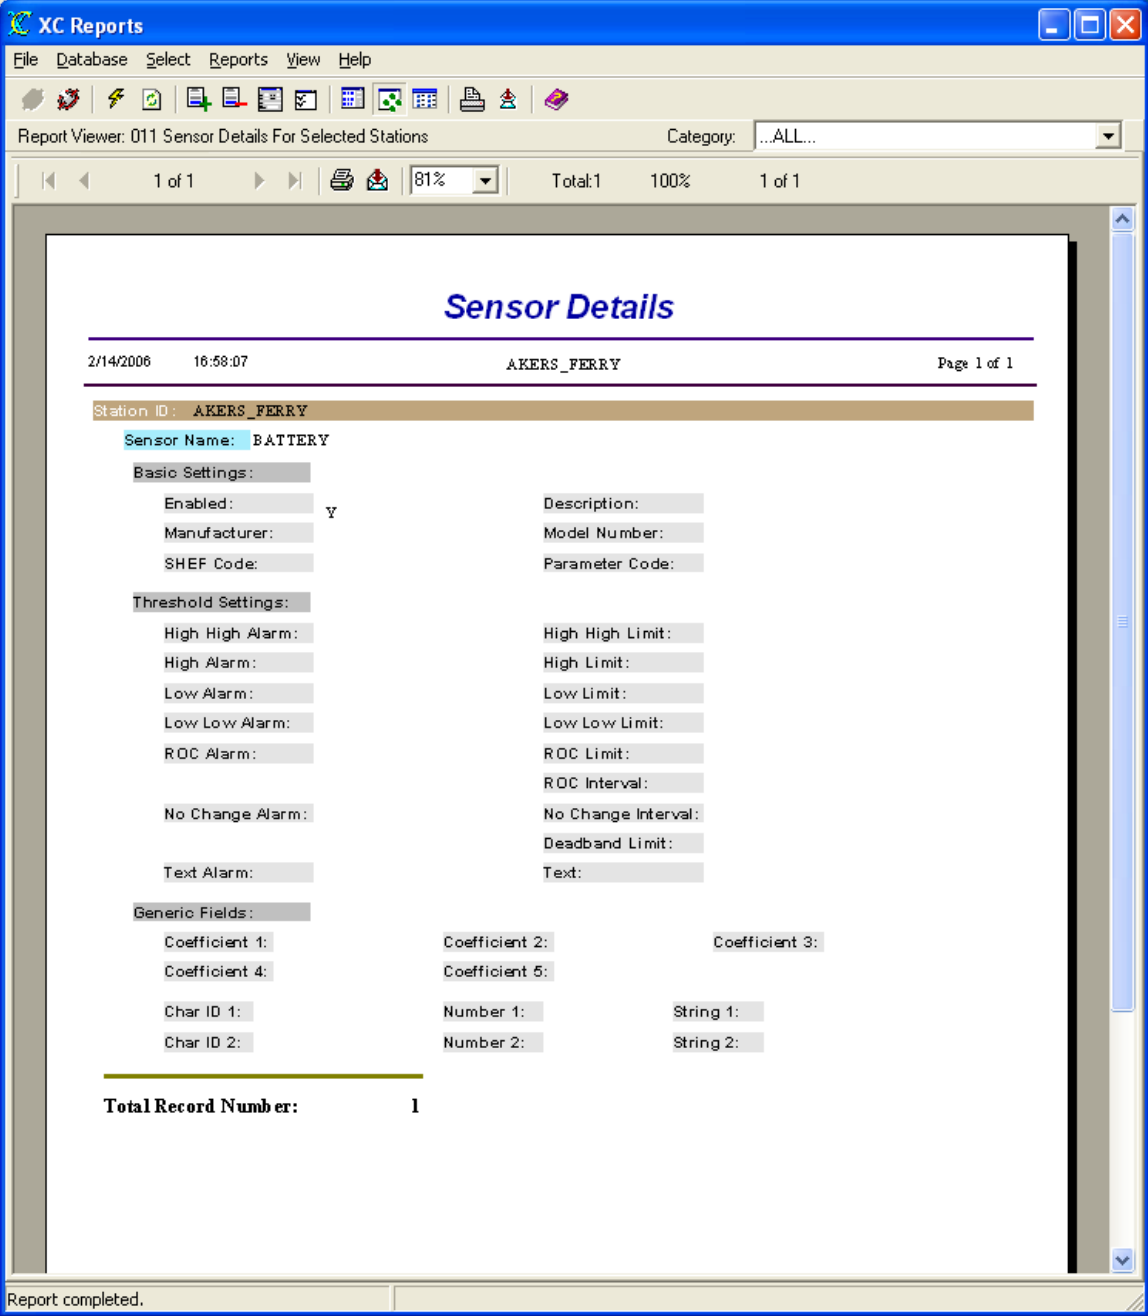 XC Reports
File Database Select Reports View Help
Report Viewer: 011 Sensor Details For Selected Stations Category: ...ALL...
1 of 1 81% Total:1 100% 1 of 1
Sensor Details
2/14/2006 16:58:07 AKERS_FERRY Page 1 of 1
Station ID: AKERS_FERRY
Sensor Name: BATTERY
Basic Settings:
Enabled: Y Description:
Manufacturer: Model Number:
SHEF Code: Parameter Code:
Threshold Settings:
High High Alarm: High High Limit:
High Alarm: High Limit:
Low Alarm: Low Limit:
Low Low Alarm: Low Low Limit:
ROC Alarm: ROC Limit:
ROC Interval:
No Change Alarm: No Change Interval:
Deadband Limit:
Text Alarm: Text:
Generic Fields:
Coefficient 1: Coefficient 2: Coefficient 3:
Coefficient 4: Coefficient 5:
Char ID 1: Number 1: String 1:
Char ID 2: Number 2: String 2:
Total Record Number: 1
Report completed.